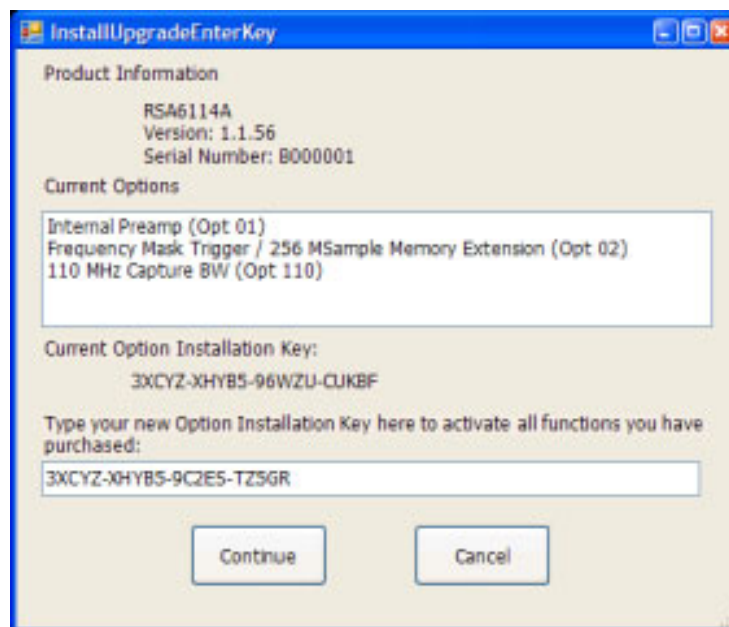 InstallUpgradeEnterKey
Product Information
RSA6114A
Version: 1.1.56
Serial Number: B000001
Current Options
Internal Preamp (Opt 01)
Frequency Mask Trigger / 256 MSample Memory Extension (Opt 02)
110 MHz Capture BW (Opt 110)
Current Option Installation Key:
3XCYZ-XHYB5-96WZU-CUKBF
Type your new Option Installation Key here to activate all functions you have
purchased:
3XCYZ-XHYB5-9C2E5-TZ5GR
Continue
Cancel